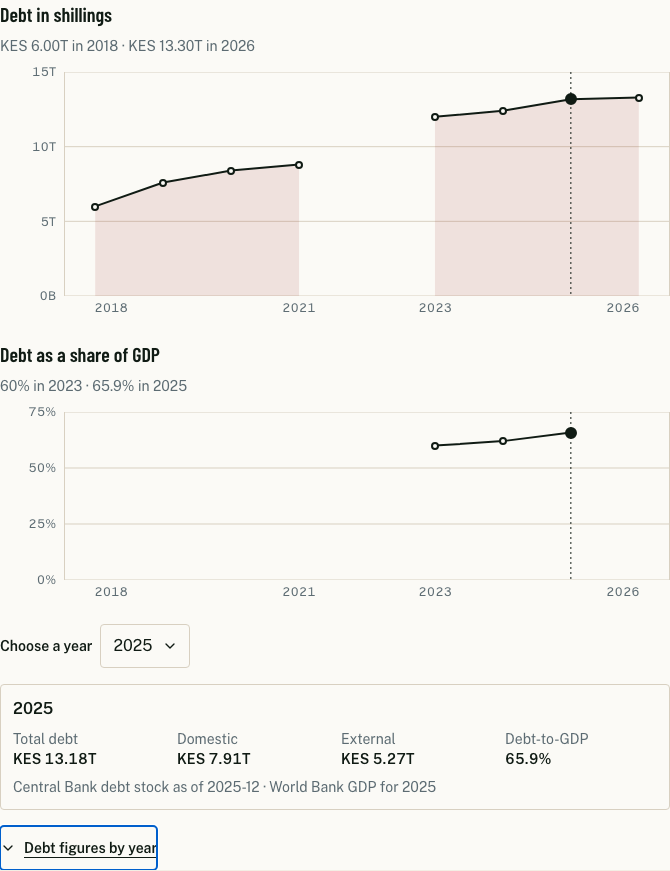 Debt in shillings
KES 6.00T in 2018 · KES 13.30T in 2026
15T
10T
5T
0B
2018 2021 2023 2026
Debt as a share of GDP
60% in 2023 · 65.9% in 2025
75%
50%
25%
0%
2018 2021 2023 2026
Choose a year 2025
2025
Total debt Domestic External Debt-to-GDP
KES 13.18T KES 7.91T KES 5.27T 65.9%
Central Bank debt stock as of 2025-12 · World Bank GDP for 2025
Debt figures by year